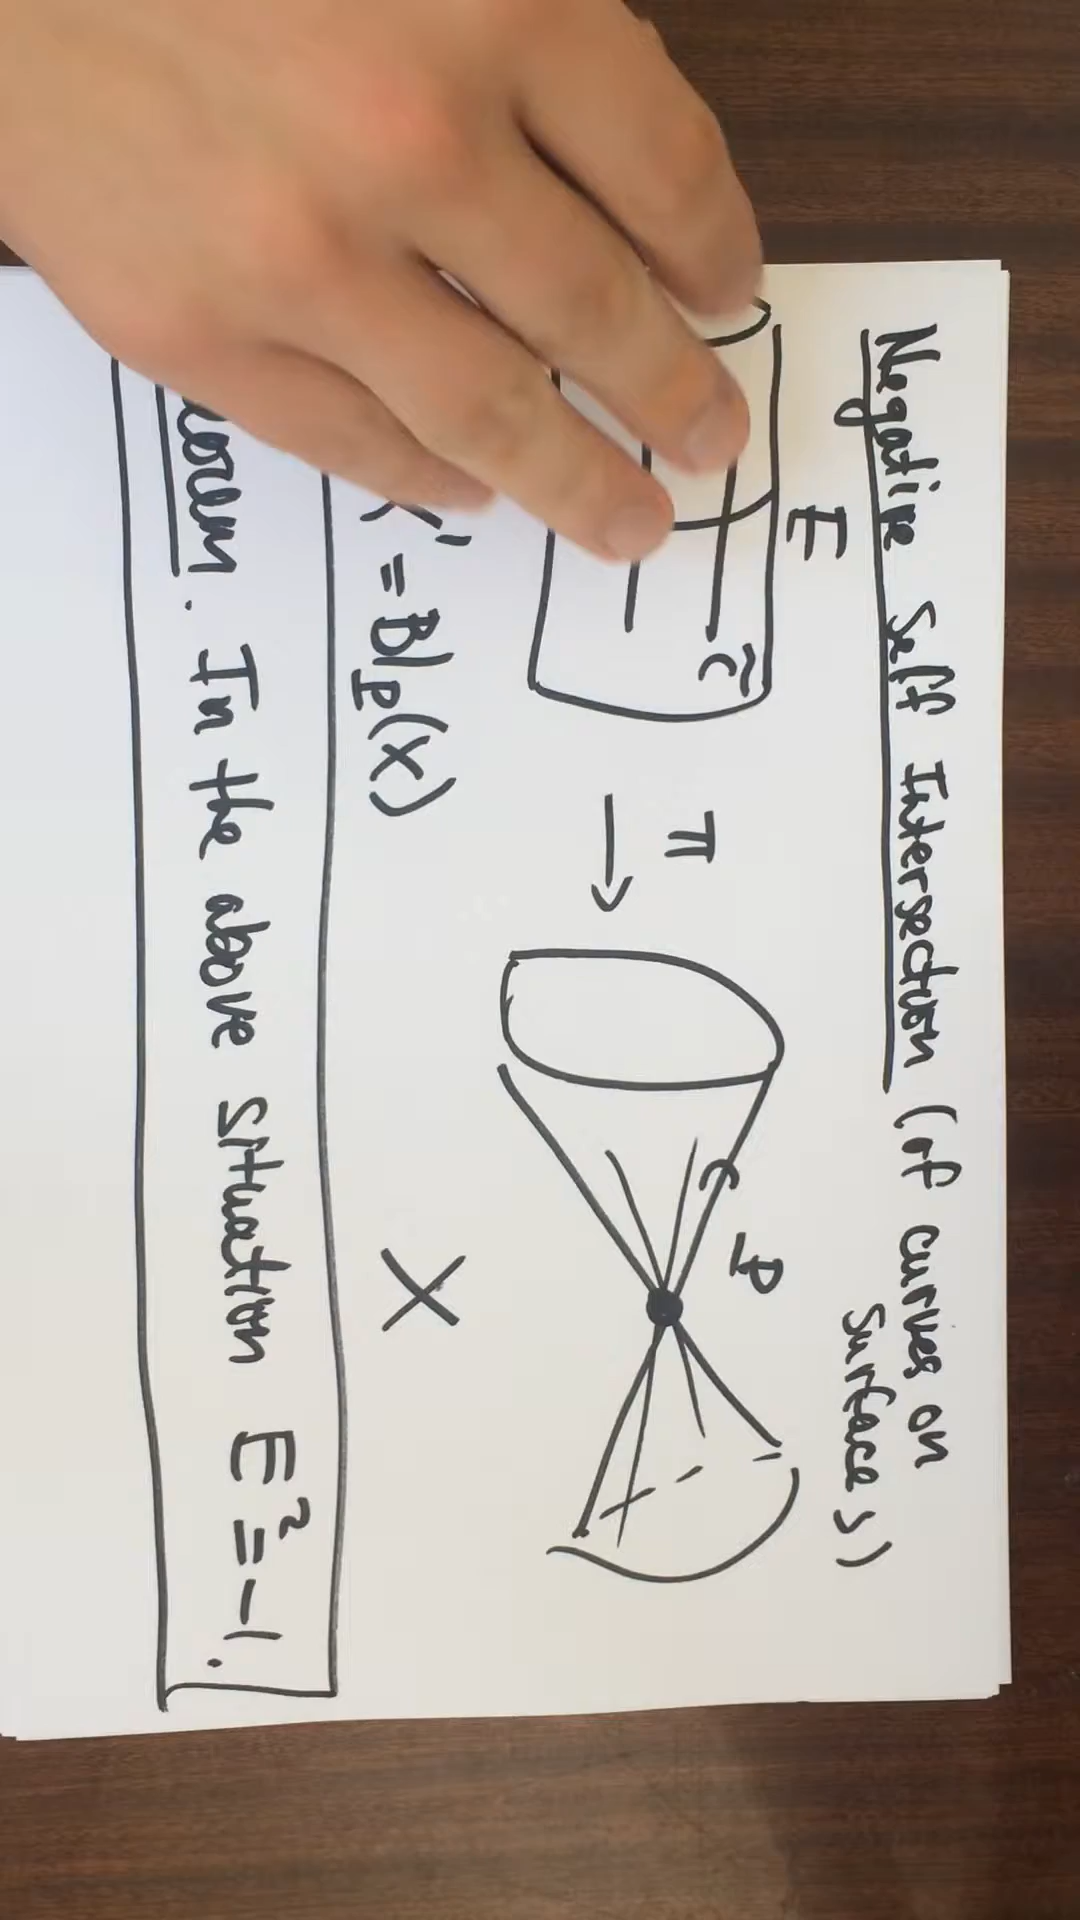 Negative Self Intersection (of curves on
surfaces)
E
C̃
π
→
C
P
X' = Bl_P(X)
X
In the above situation E² = -1.